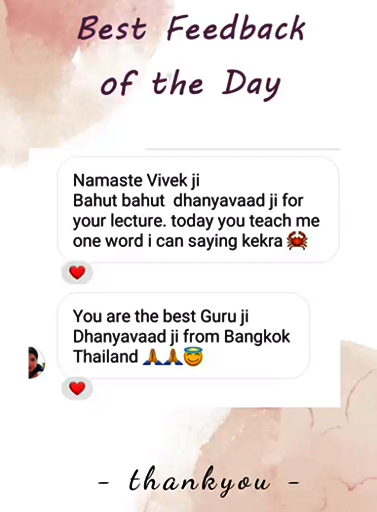 Best Feedback
of the Day
Namaste Vivek ji
Bahut bahut dhanyavaad ji for
your lecture. today you teach me
one word i can saying kekra 🦀
❤️
You are the best Guru ji
Dhanyavaad ji from Bangkok
Thailand 🙏🙏😇
❤️
- thankyou -